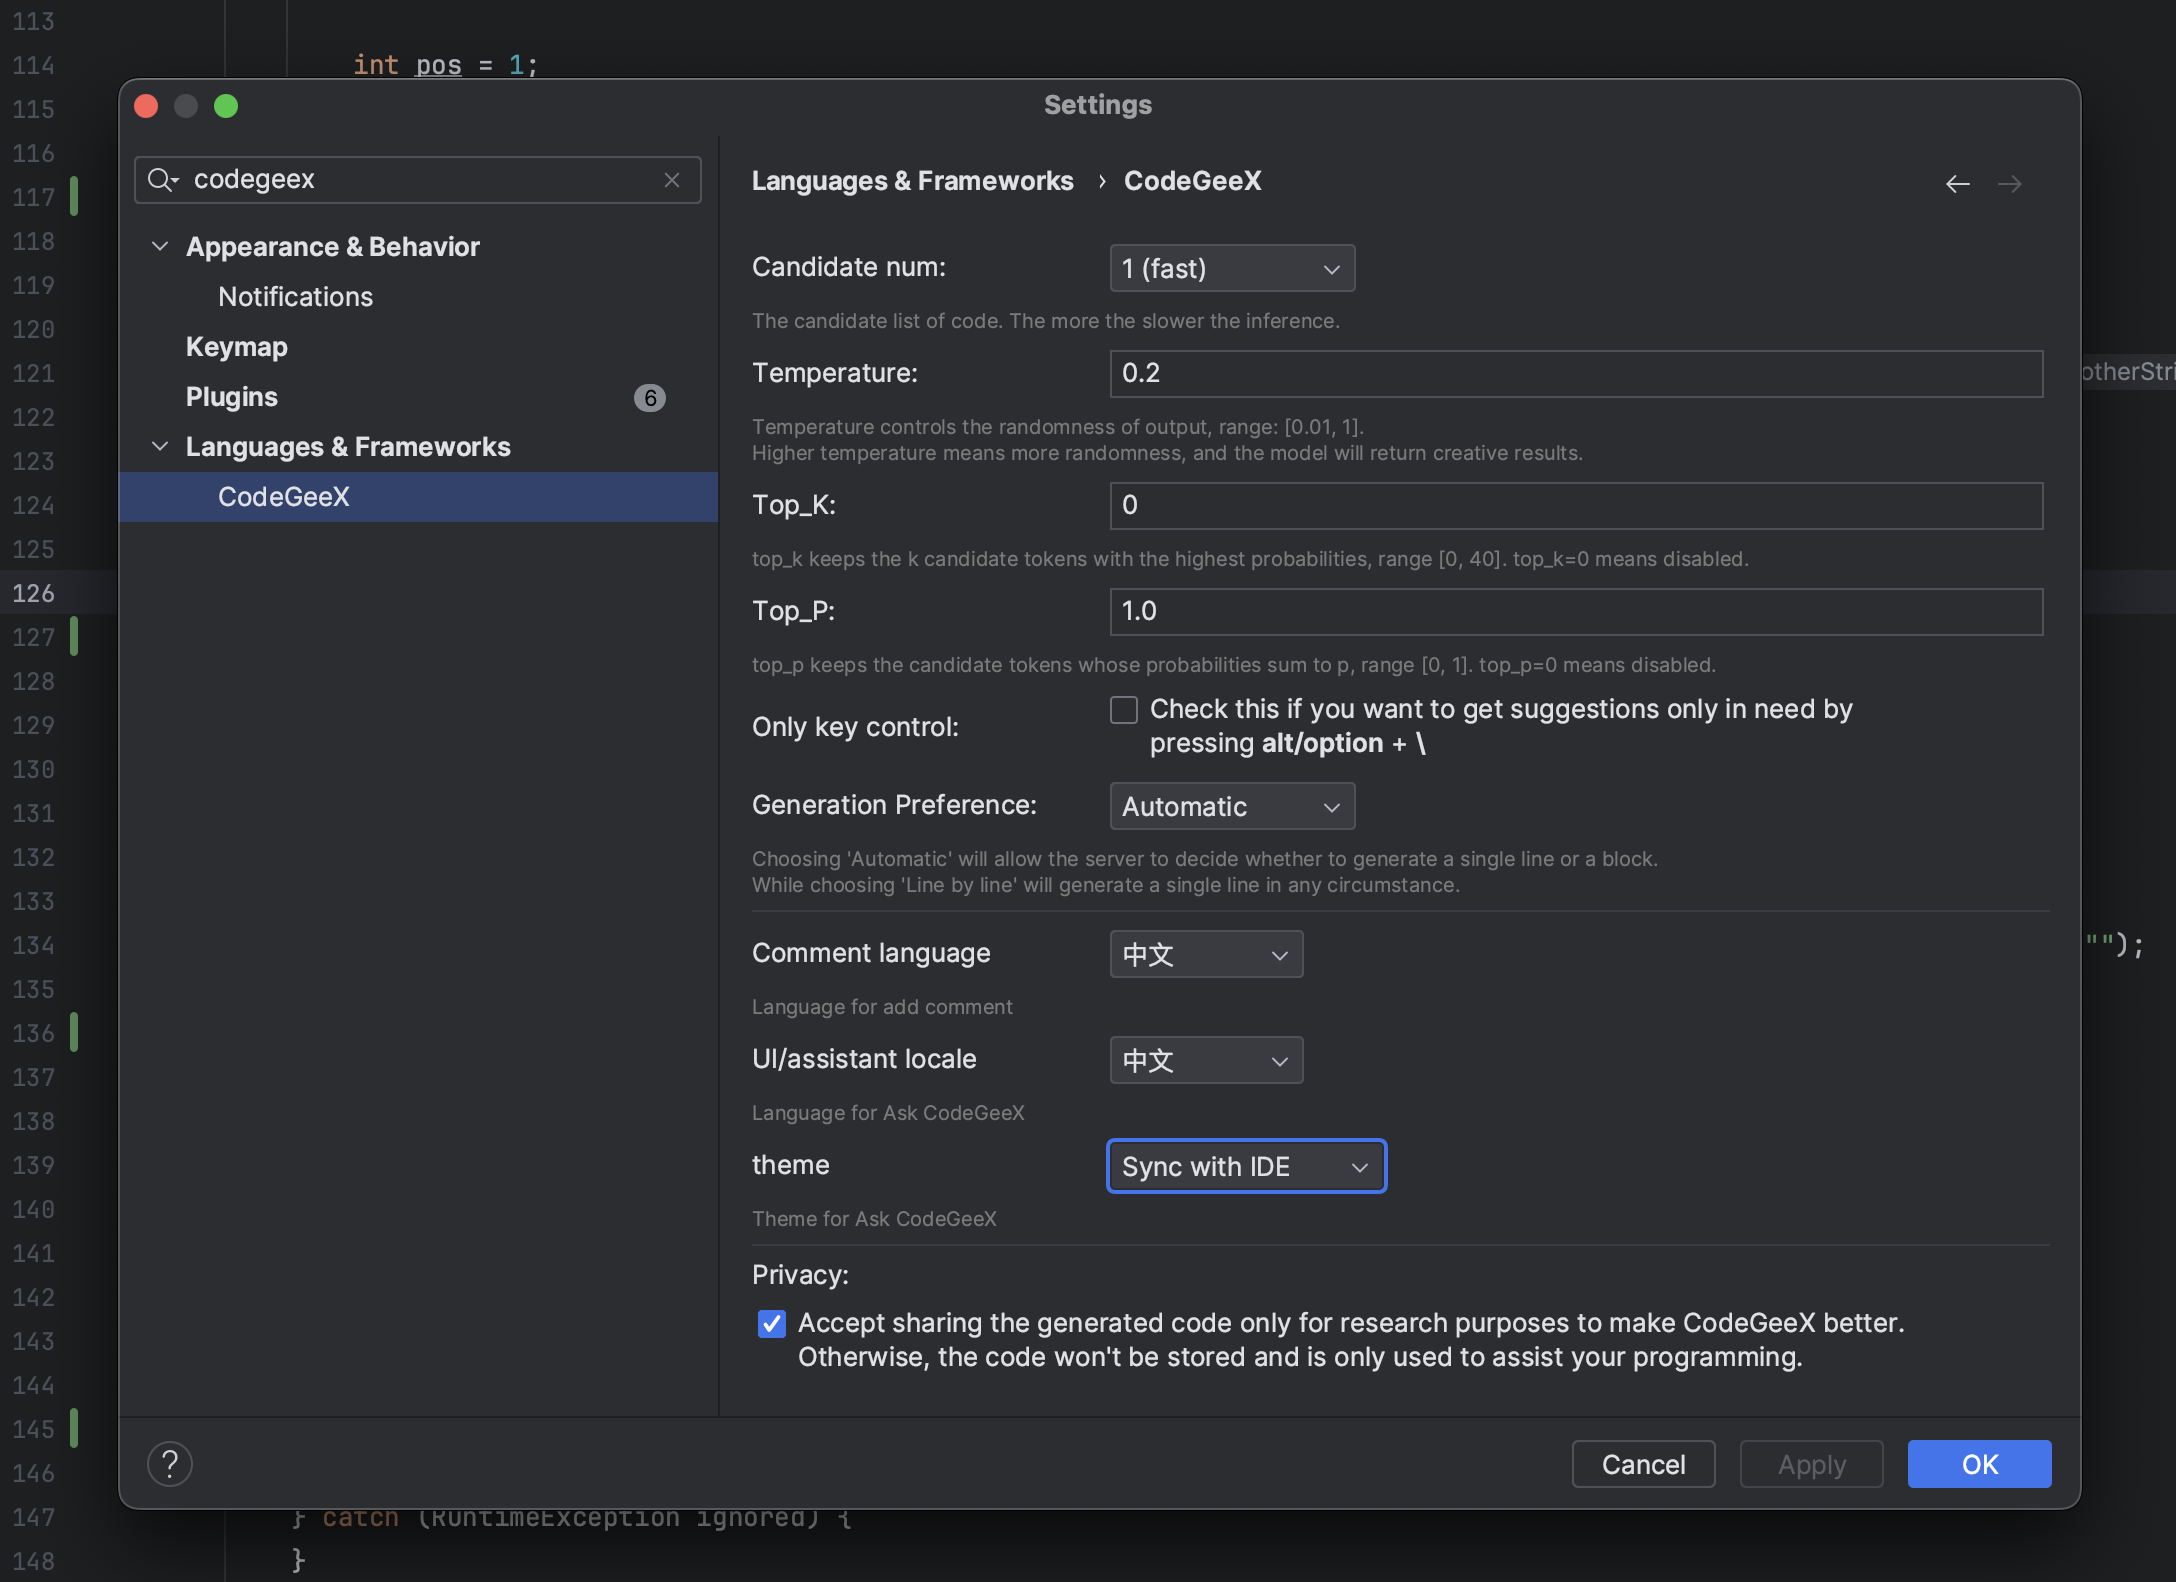 113
114 int pos = 1;
115
116
117
118
119
120
121
122
123
124
125
126
127
128
129
130
131
132
133
134
135
136
137
138
139
140
141
142
143
144
145
146
147
148
Settings
codegeex
Appearance & Behavior
Notifications
Keymap
Plugins 6
Languages & Frameworks
CodeGeeX
Languages & Frameworks › CodeGeeX
Candidate num: 1 (fast)
The candidate list of code. The more the slower the inference.
Temperature: 0.2
Temperature controls the randomness of output, range: [0.01, 1].
Higher temperature means more randomness, and the model will return creative results.
Top_K: 0
top_k keeps the k candidate tokens with the highest probabilities, range [0, 40]. top_k=0 means disabled.
Top_P: 1.0
top_p keeps the candidate tokens whose probabilities sum to p, range [0, 1]. top_p=0 means disabled.
Only key control: Check this if you want to get suggestions only in need by
pressing alt/option + \
Generation Preference: Automatic
Choosing 'Automatic' will allow the server to decide whether to generate a single line or a block.
While choosing 'Line by line' will generate a single line in any circumstance.
Comment language 中文
Language for add comment
UI/assistant locale 中文
Language for Ask CodeGeeX
theme Sync with IDE
Theme for Ask CodeGeeX
Privacy:
Accept sharing the generated code only for research purposes to make CodeGeeX better.
Otherwise, the code won't be stored and is only used to assist your programming.
? Cancel Apply OK
otherStri
"");
} catch (RuntimeException ignored) {
}